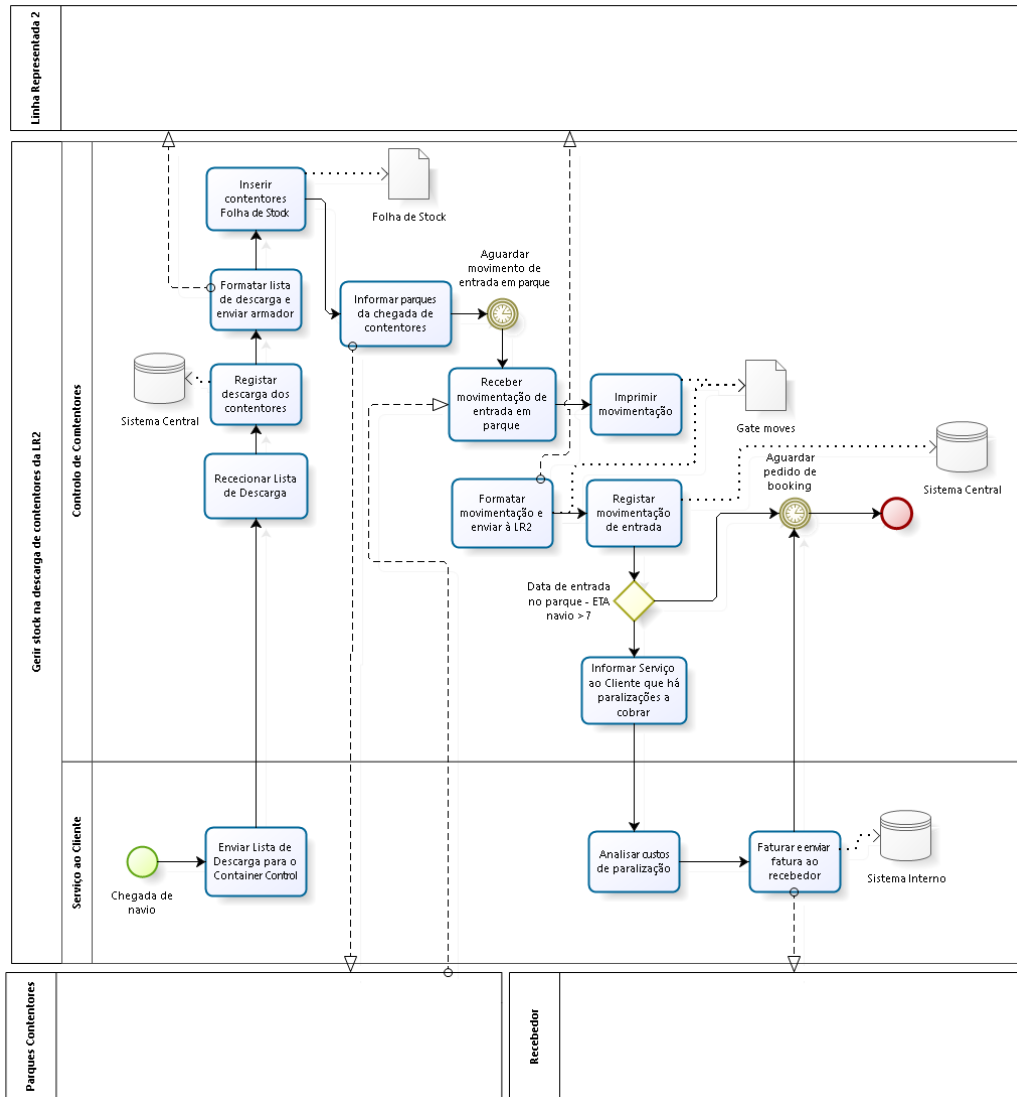 Linha Representada 2
Gerir stock na descarga de contentores da LR2
Controlo de Contentores
Inserir
contentores
Folha de Stock
Folha de Stock
Formatar lista
de descarga e
enviar armador
Informar parques
da chegada de
contentores
Aguardar
movimento de
entrada em parque
Registar
descarga dos
contentores
Sistema Central
Receber
movimentação de
entrada em
parque
Imprimir
movimentação
Gate moves
Rececionar Lista
de Descarga
Formatar
movimentação e
enviar à LR2
Registar
movimentação
de entrada
Aguardar
pedido de
booking
Sistema Central
Data de entrada
no parque - ETA
navio >7
Informar Serviço
ao Cliente que há
paralizações a
cobrar
Serviço ao Cliente
Chegada de
navio
Enviar Lista de
Descarga para o
Container Control
Analisar custos
de paralização
Faturar e enviar
fatura ao
recebedor
Sistema Interno
Parques Contentores
Recebedor